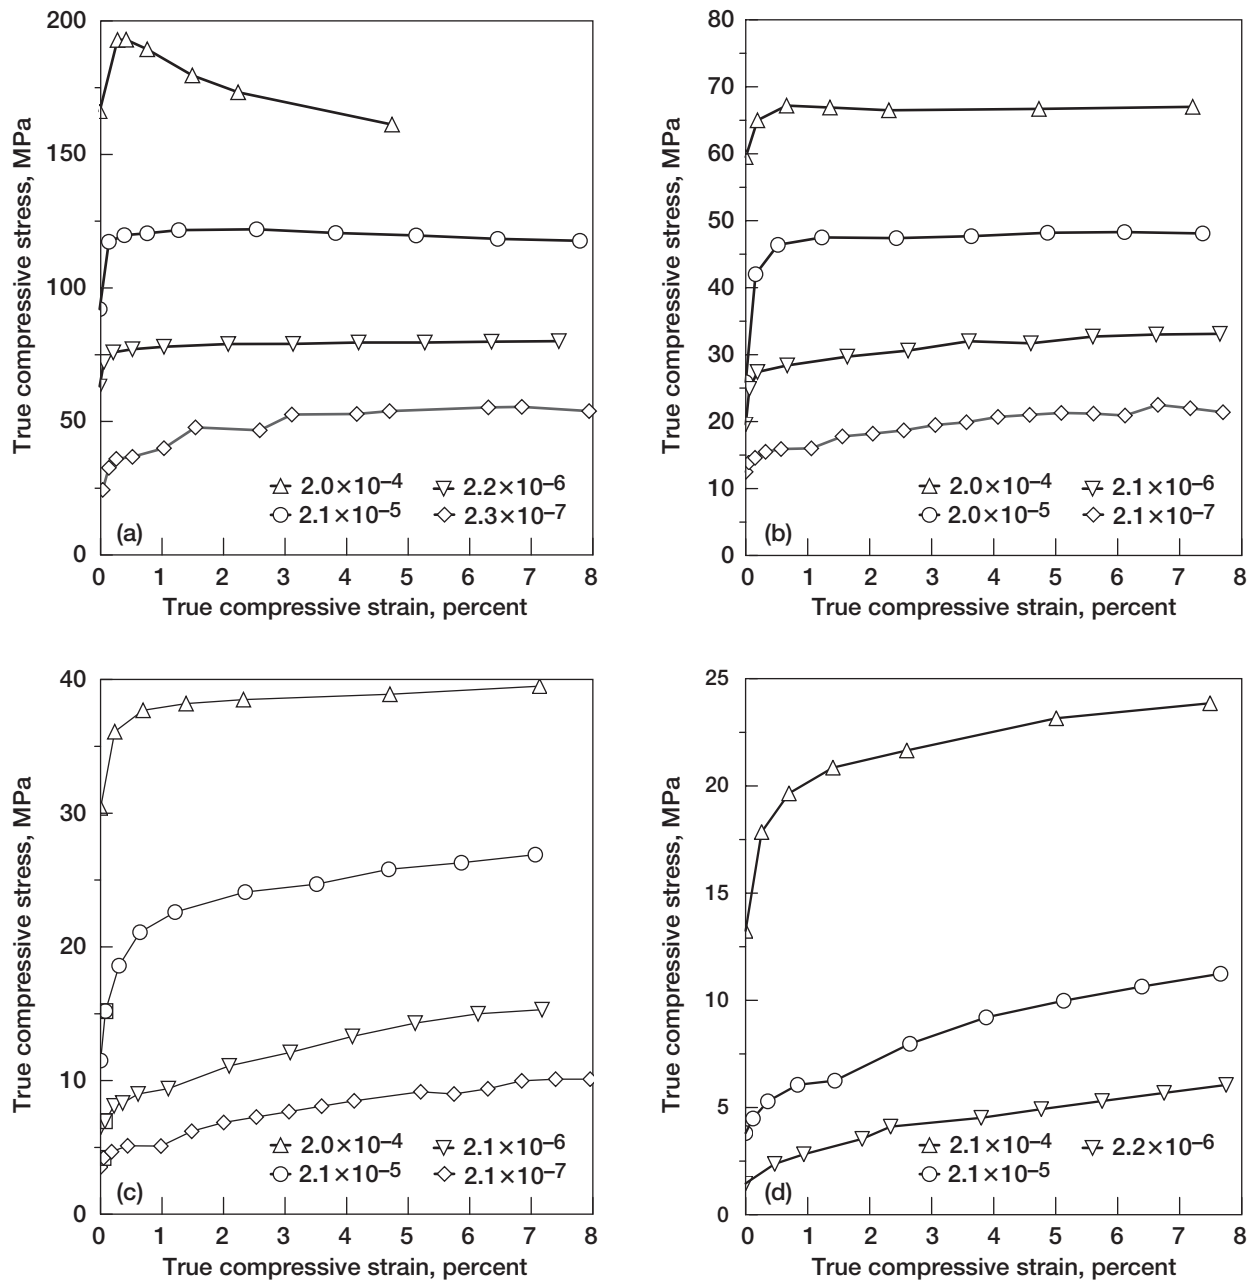 200
150
100
50
0
True compressive stress, MPa
2.0×10–4 2.2×10–6
2.1×10–5 2.3×10–7
(a)
0 1 2 3 4 5 6 7 8
True compressive strain, percent
80
70
60
50
40
30
20
10
0
True compressive stress, MPa
2.0×10–4 2.1×10–6
2.0×10–5 2.1×10–7
(b)
0 1 2 3 4 5 6 7 8
True compressive strain, percent
40
30
20
10
0
True compressive stress, MPa
2.0×10–4 2.1×10–6
2.1×10–5 2.1×10–7
(c)
0 1 2 3 4 5 6 7 8
True compressive strain, percent
25
20
15
10
5
0
True compressive stress, MPa
2.1×10–4 2.2×10–6
2.1×10–5
(d)
0 1 2 3 4 5 6 7 8
True compressive strain, percent